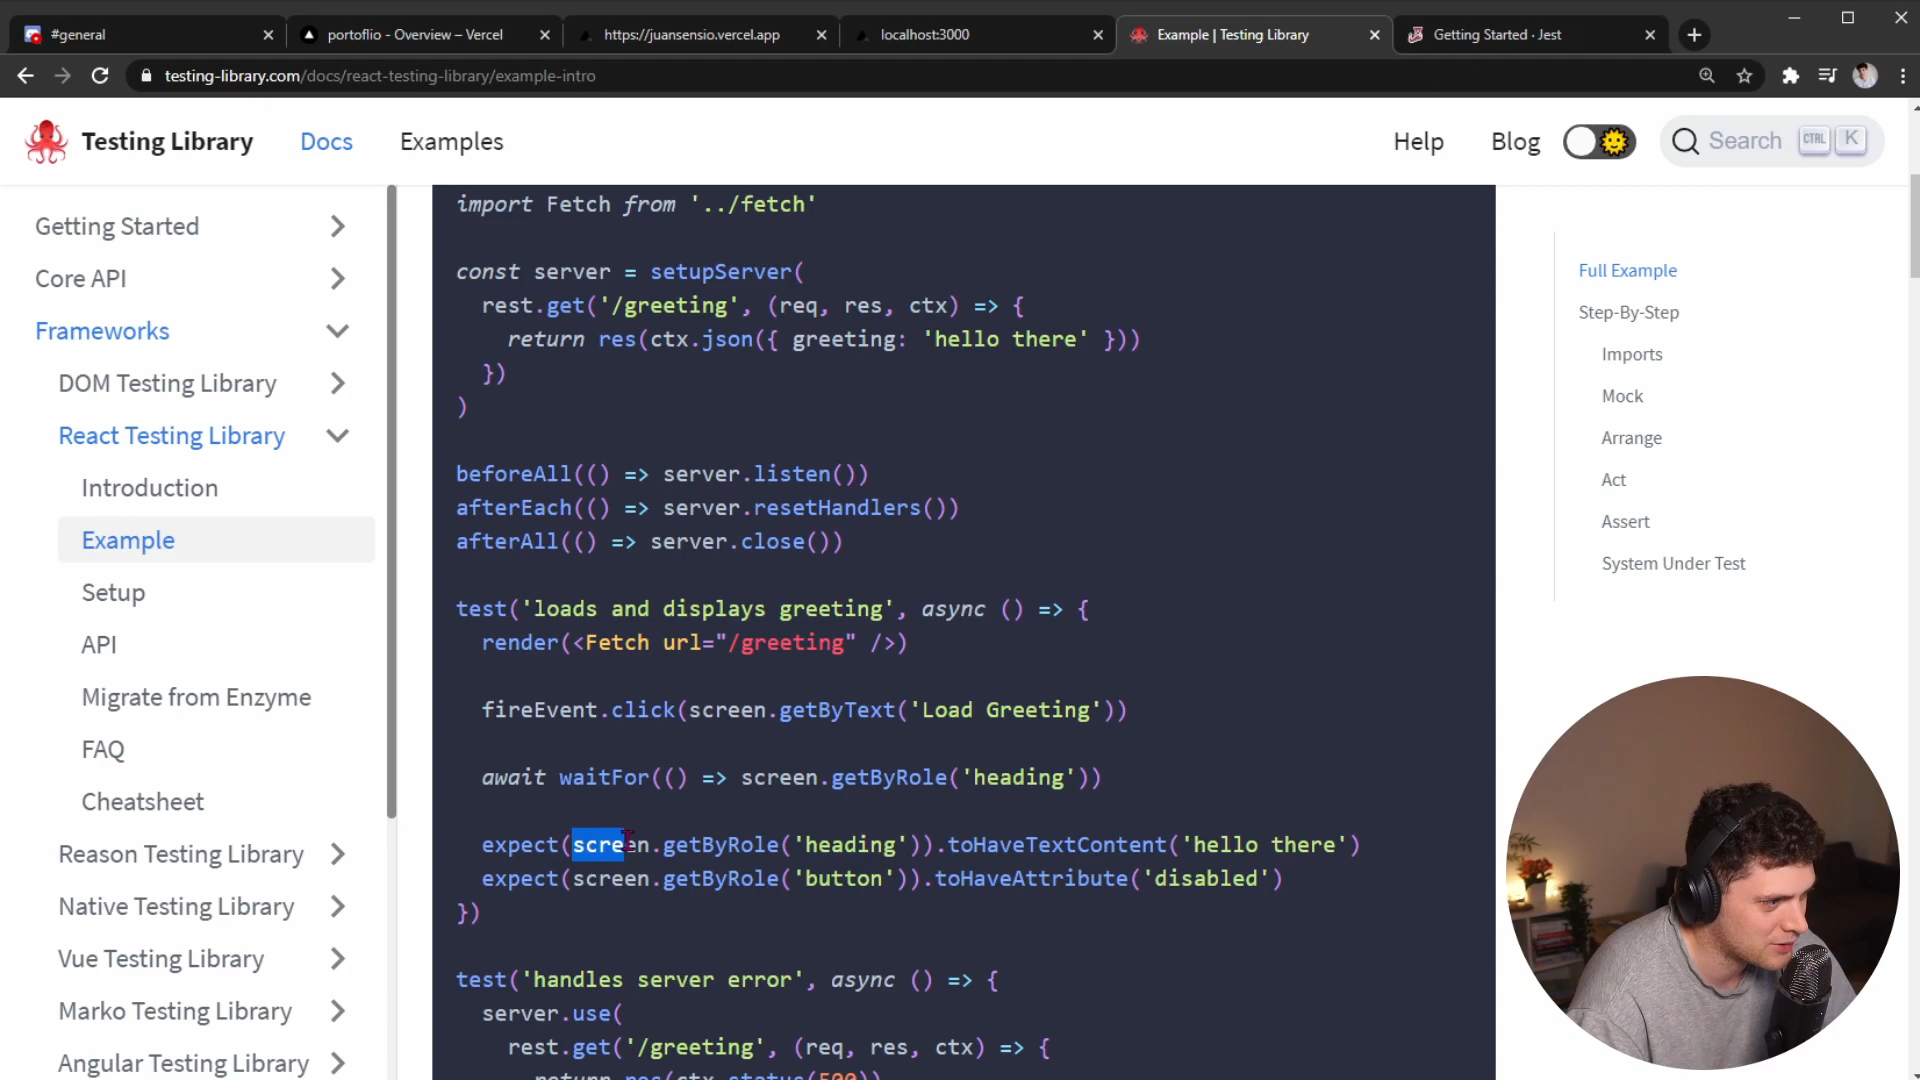 #general
portoflio - Overview – Vercel
https://juansensio.vercel.app
localhost:3000
Example | Testing Library
Getting Started · Jest
testing-library.com/docs/react-testing-library/example-intro
Testing Library
Docs
Examples
Help
Blog
Search
CTRL
K
Getting Started
Core API
Frameworks
DOM Testing Library
React Testing Library
Introduction
Example
Setup
API
Migrate from Enzyme
FAQ
Cheatsheet
Reason Testing Library
Native Testing Library
Vue Testing Library
Marko Testing Library
Angular Testing Library
import Fetch from '../fetch'
const server = setupServer(
rest.get('/greeting', (req, res, ctx) => {
return res(ctx.json({ greeting: 'hello there' }))
})
)
beforeAll(() => server.listen())
afterEach(() => server.resetHandlers())
afterAll(() => server.close())
test('loads and displays greeting', async () => {
render(<Fetch url="/greeting" />)
fireEvent.click(screen.getByText('Load Greeting'))
await waitFor(() => screen.getByRole('heading'))
expect(screen.getByRole('heading')).toHaveTextContent('hello there')
expect(screen.getByRole('button')).toHaveAttribute('disabled')
})
test('handles server error', async () => {
server.use(
rest.get('/greeting', (req, res, ctx) => {
return res(ctx.status(500))
Full Example
Step-By-Step
Imports
Mock
Arrange
Act
Assert
System Under Test